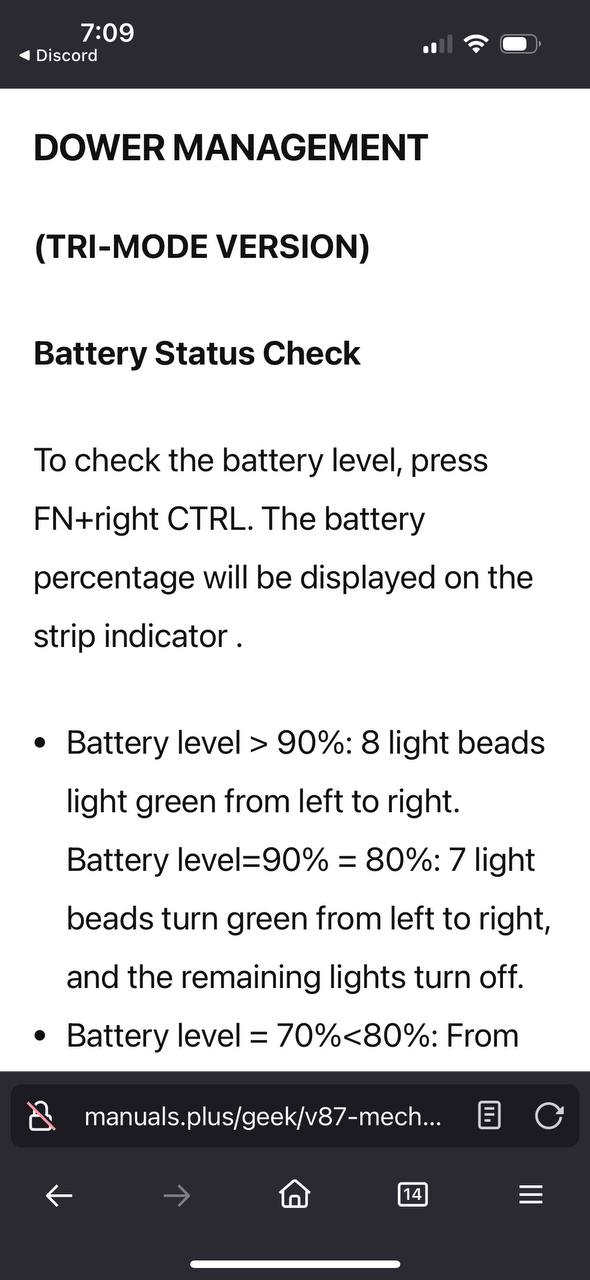 7:09
◀ Discord
DOWER MANAGEMENT
(TRI-MODE VERSION)
Battery Status Check
To check the battery level, press
FN+right CTRL. The battery
percentage will be displayed on the
strip indicator .
• Battery level > 90%: 8 light beads
light green from left to right.
Battery level=90% = 80%: 7 light
beads turn green from left to right,
and the remaining lights turn off.
• Battery level = 70%<80%: From
manuals.plus/geek/v87-mech...
14